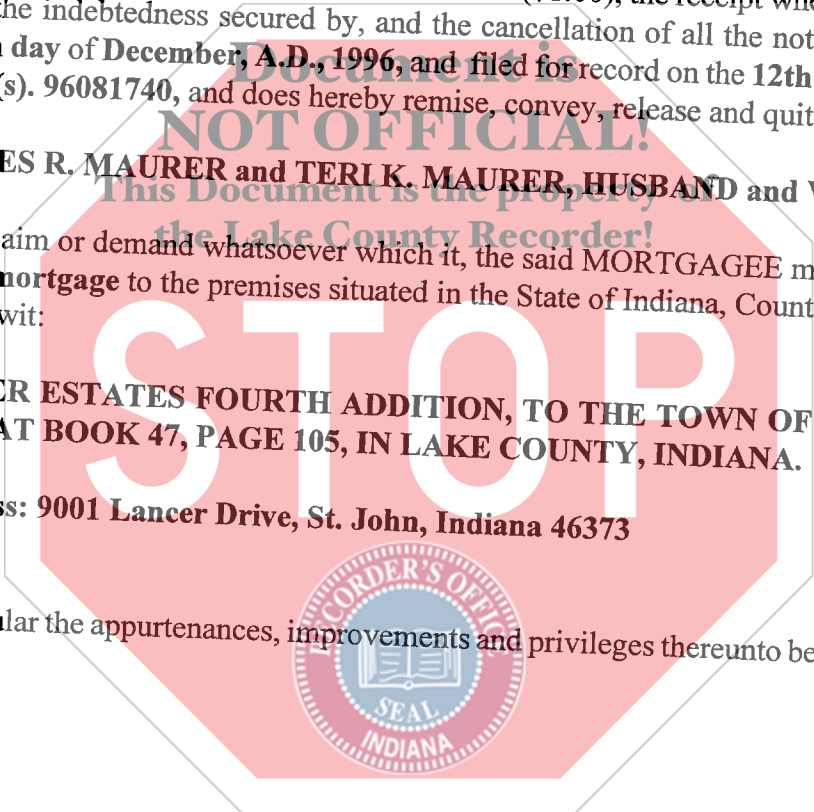 the receipt
the indebtedness secured by, and the cancellation of all the not
day of December, A.D., 1996, and filed for record on the 12th
(s). 96081740, and does hereby remise, convey, release and quit
ES R. MAURER and TERI K. MAURER, HUSBAND and
aim or demand whatsoever which it, the said MORTGAGEE m
mortgage to the premises situated in the State of Indiana, Count
wit:
ER ESTATES FOURTH ADDITION, TO THE TOWN OF
AT BOOK 47, PAGE 105, IN LAKE COUNTY, INDIANA.
ss: 9001 Lancer Drive, St. John, Indiana 46373
lar the appurtenances, improvements and privileges thereunto be
Document is
NOT OFFICIAL!
This Document is the property of
the Lake County Recorder!
STOP
RECORDER'S OFFICE
SEAL
INDIANA